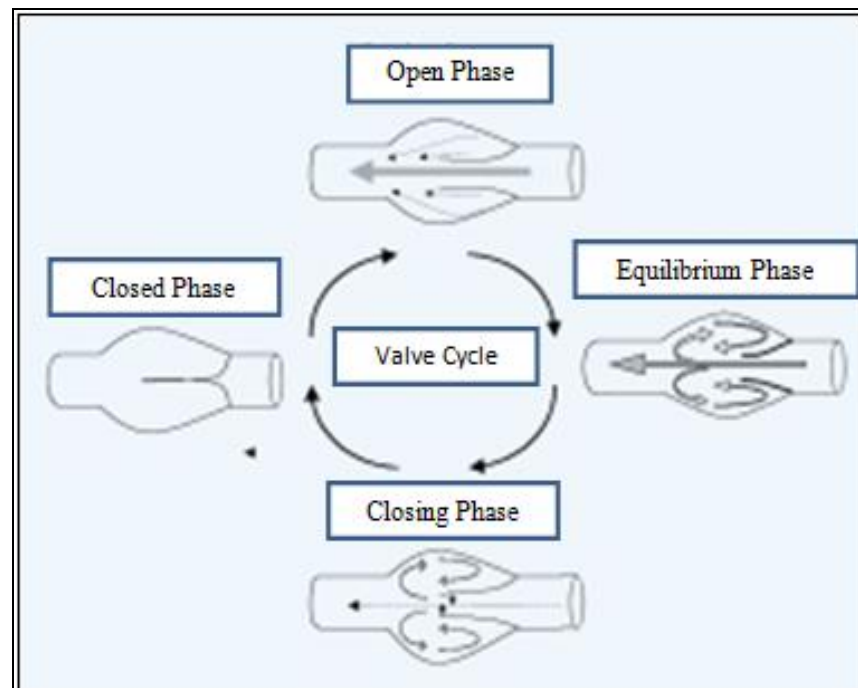 Open Phase
Equilibrium Phase
Closed Phase
Valve Cycle
Closing Phase